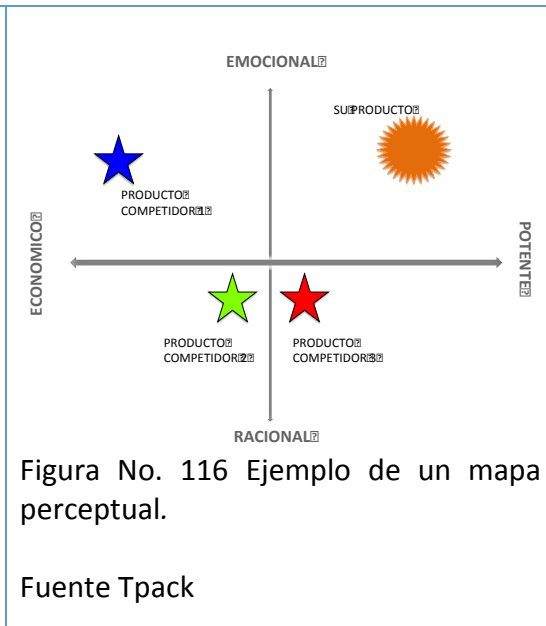 EMOCIONAL
SU PRODUCTO
PRODUCTO
COMPETIDOR 1
ECONOMICO
POTENTE
PRODUCTO
COMPETIDOR 2
PRODUCTO
COMPETIDOR 3
RACIONAL
Figura No. 116 Ejemplo de un mapa
perceptual.
Fuente Tpack